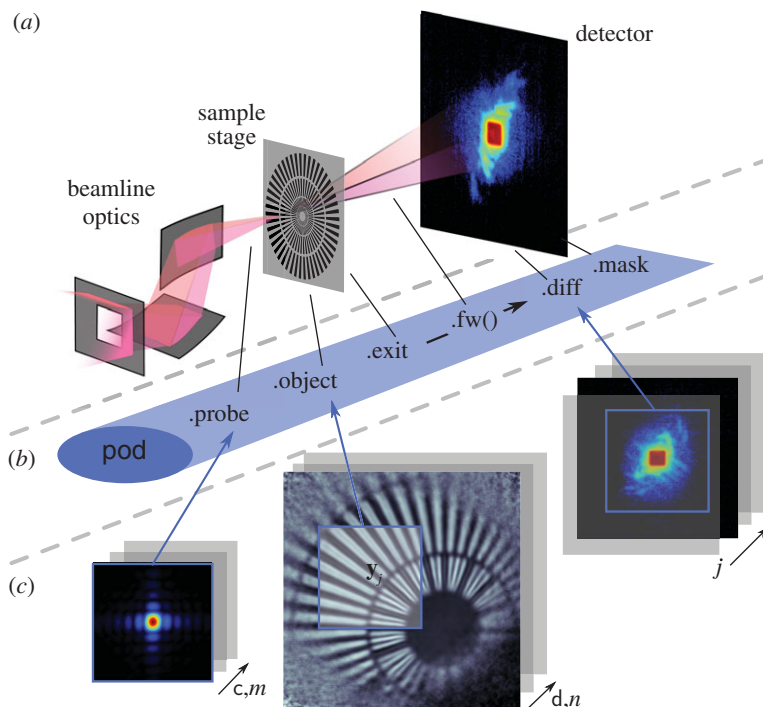 (a)
detector
sample
stage
beamline
optics
.mask
.diff
.fw()
.exit
.object
.probe
pod
(b)
(c)
y_j
j
c,m
d,n